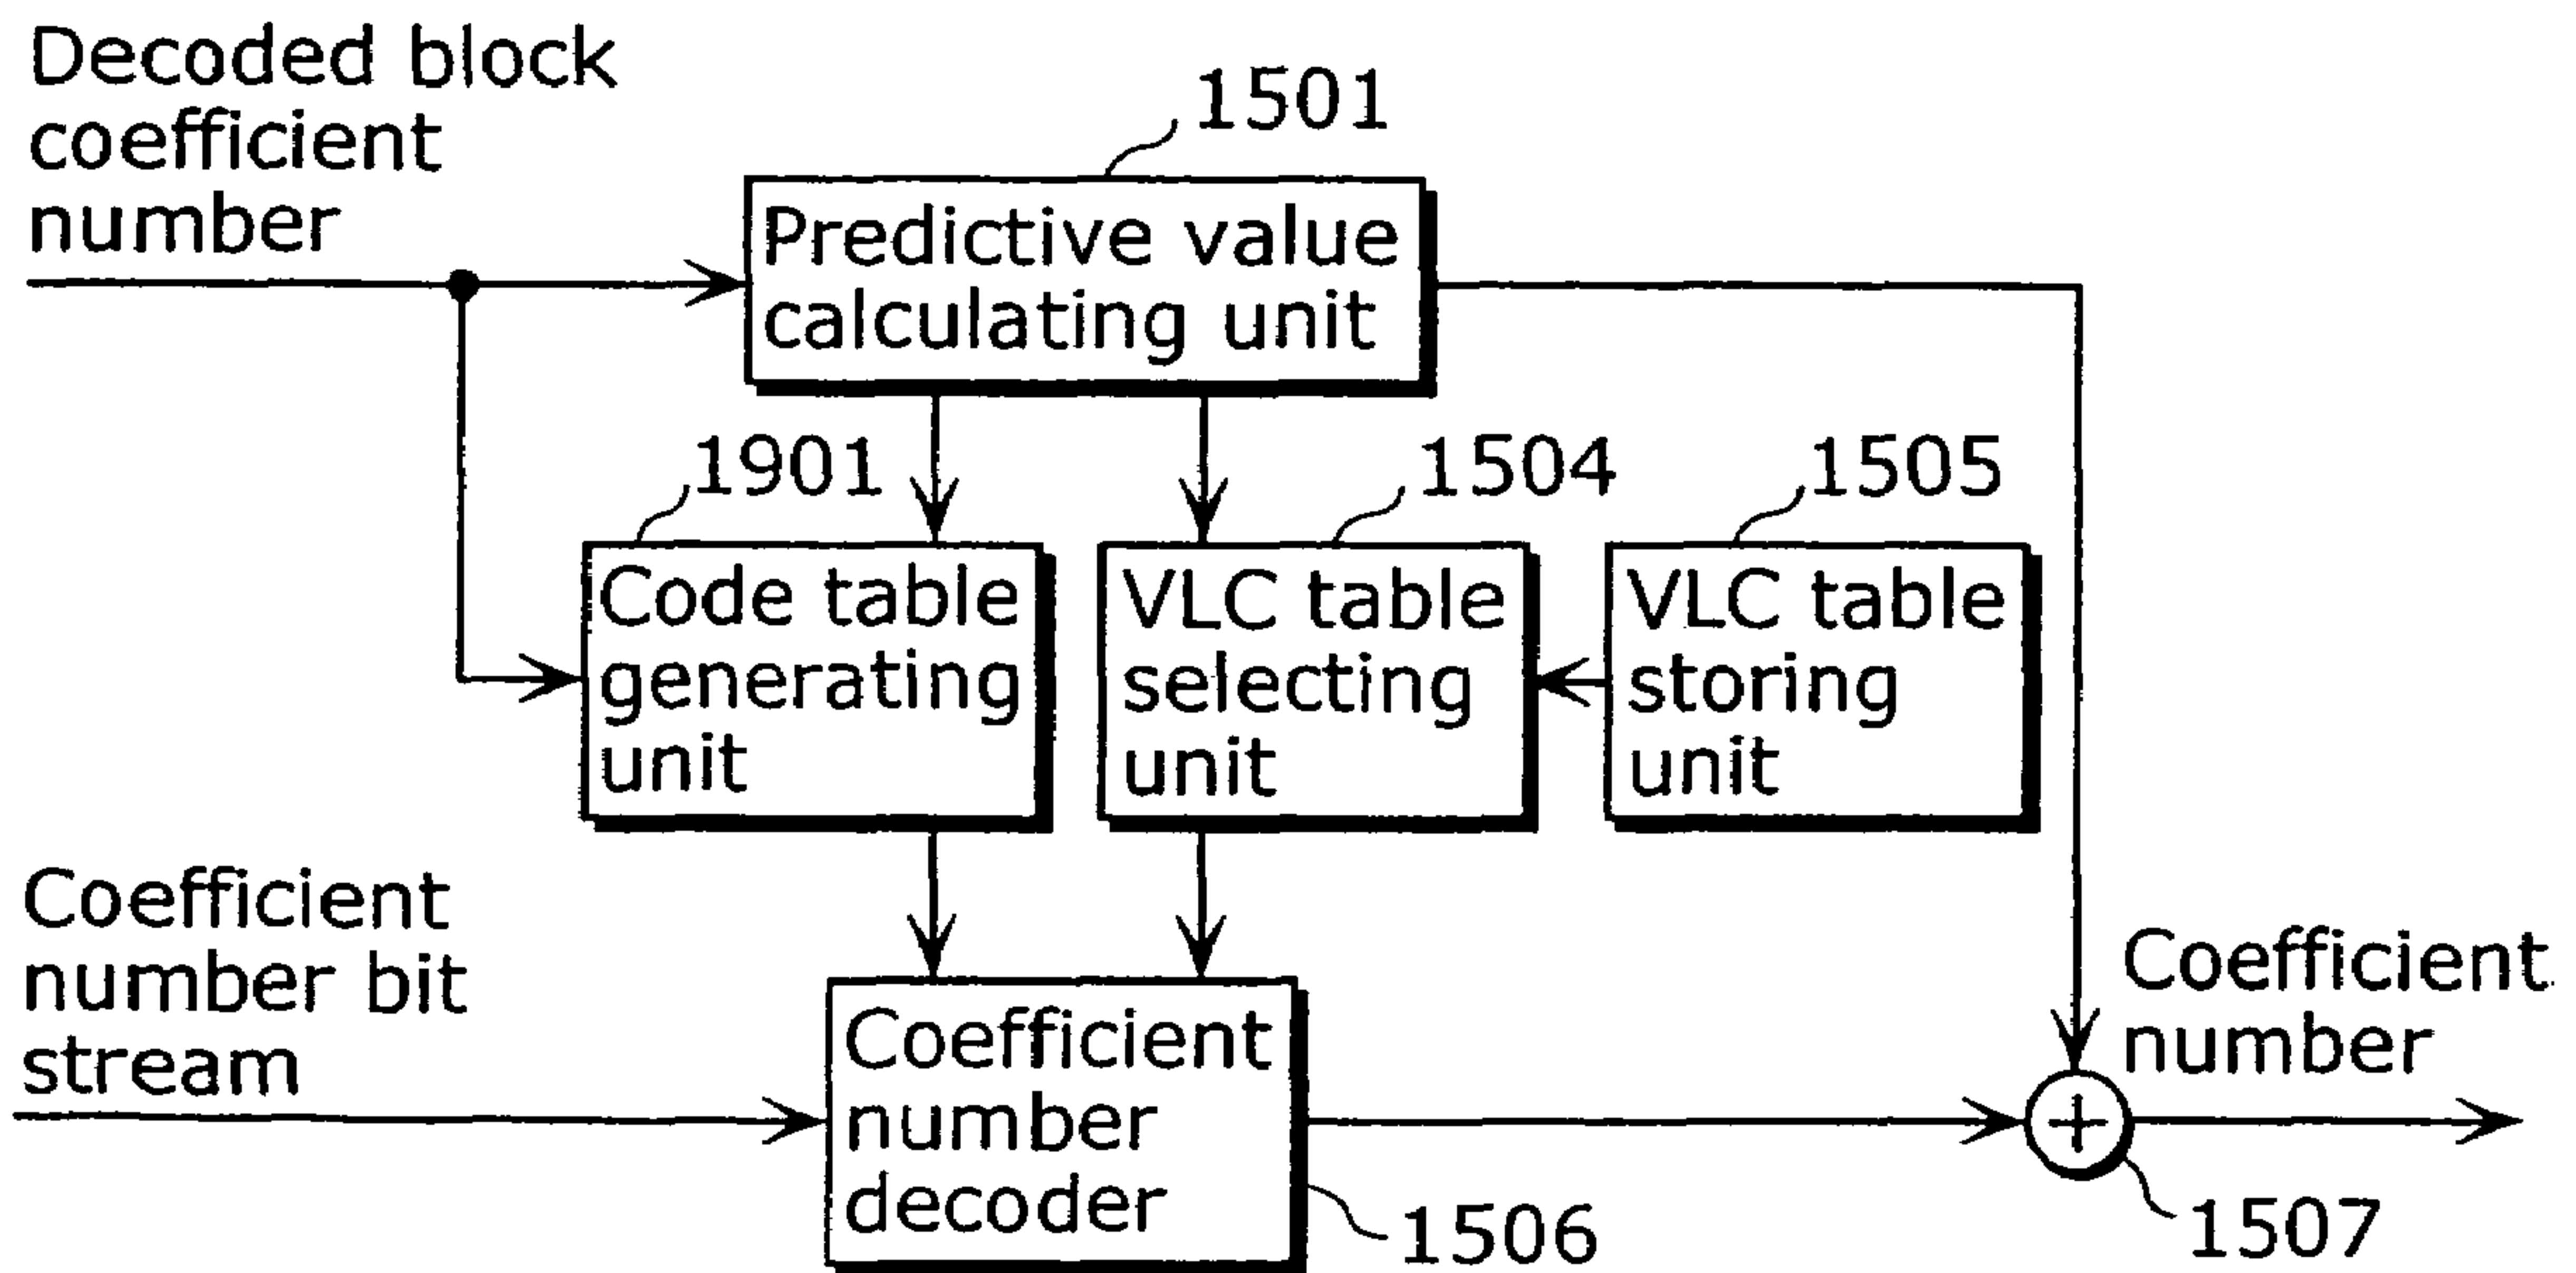 Decoded block
coefficient
number
1501
Predictive value
calculating unit
1901
1504
1505
Code table
generating
unit
VLC table
selecting
unit
VLC table
storing
unit
Coefficient
number bit
stream
Coefficient
number
decoder
1506
Coefficient
number
+
1507